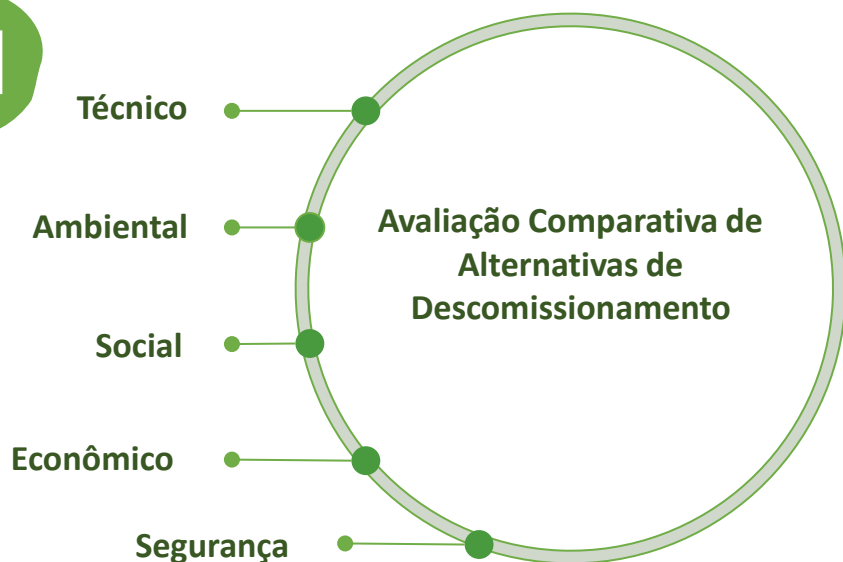 Técnico
Ambiental
Social
Econômico
Segurança
Avaliação Comparativa de
Alternativas de
Descomissionamento